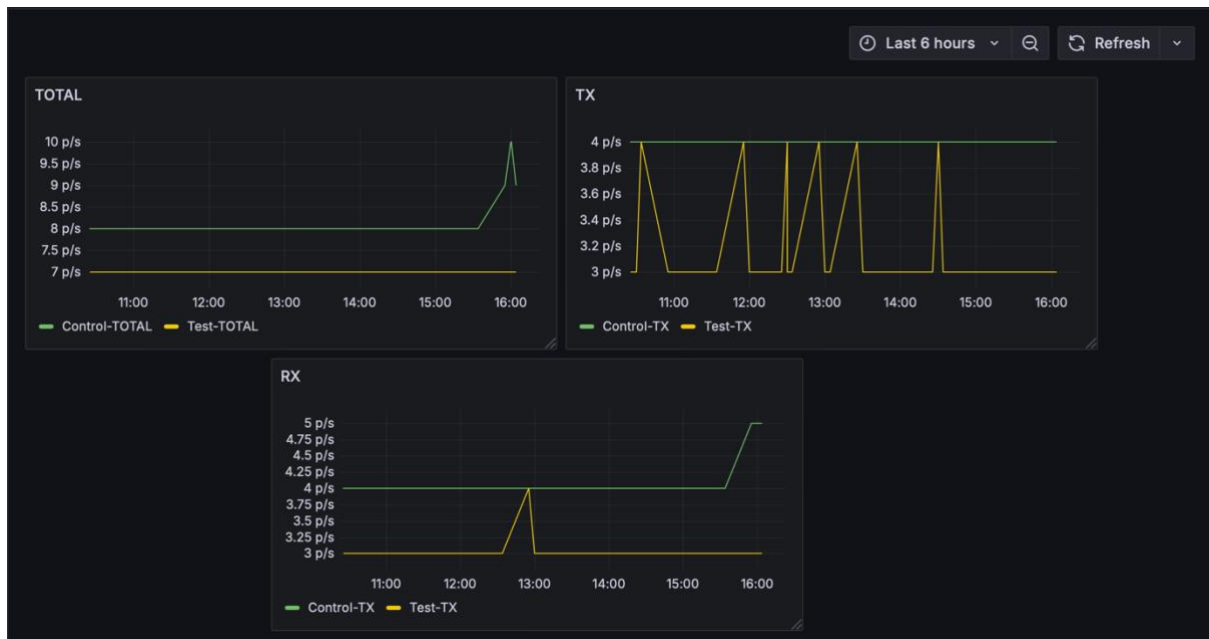 Last 6 hours Refresh
TOTAL
10 p/s
9.5 p/s
9 p/s
8.5 p/s
8 p/s
7.5 p/s
7 p/s
11:00 12:00 13:00 14:00 15:00 16:00
Control-TOTAL Test-TOTAL
TX
4 p/s
3.8 p/s
3.6 p/s
3.4 p/s
3.2 p/s
3 p/s
11:00 12:00 13:00 14:00 15:00 16:00
Control-TX Test-TX
RX
5 p/s
4.75 p/s
4.5 p/s
4.25 p/s
4 p/s
3.75 p/s
3.5 p/s
3.25 p/s
3 p/s
11:00 12:00 13:00 14:00 15:00 16:00
Control-TX Test-TX